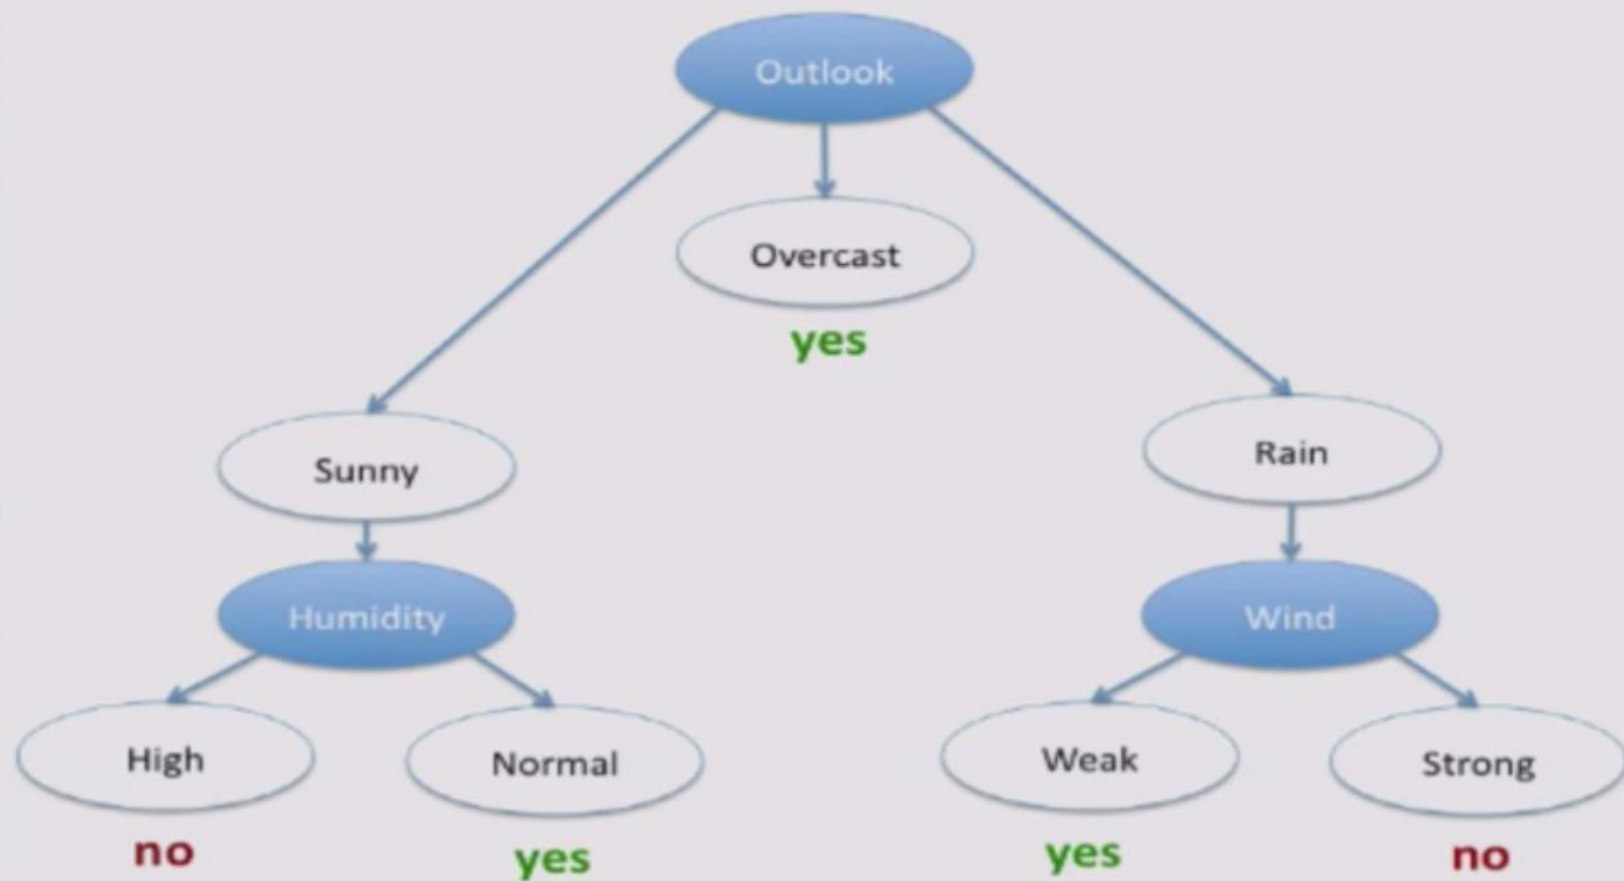 Outlook
Overcast
yes
Sunny
Rain
Humidity
Wind
High
Normal
Weak
Strong
no
yes
yes
no